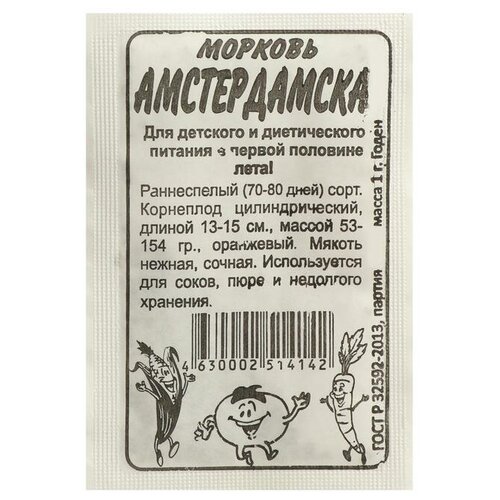 МОРКОВЬ
АМСТЕРДАМСКА
Для детского и диетического
питания в первой половине
лета!
Раннеспелый (70-80 дней) сорт.
Корнеплод цилиндрический,
длиной 13-15 см., массой 53-
154 гр., оранжевый. Мякоть
нежная, сочная. Используется
для соков, пюре и недолгого
хранения.
4 630002 514142
ГОСТ Р 32592-2013, партия масса 1 г. Годен